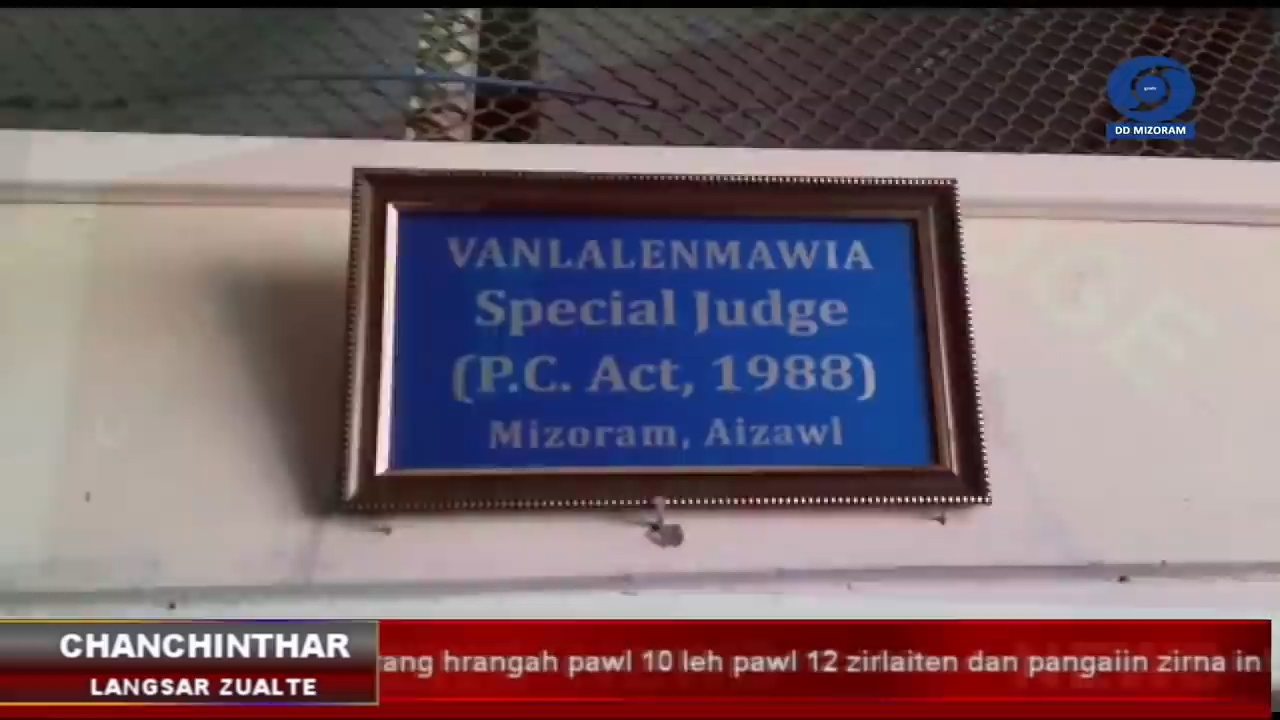 DD MIZORAM
VANLALENMAWIA
Special Judge
(P.C. Act, 1988)
Mizoram, Aizawl
CHANCHINTHAR
LANGSAR ZUALTE
rang hrangah pawl 10 leh pawl 12 zirlaiten dan pangaiin zirna in